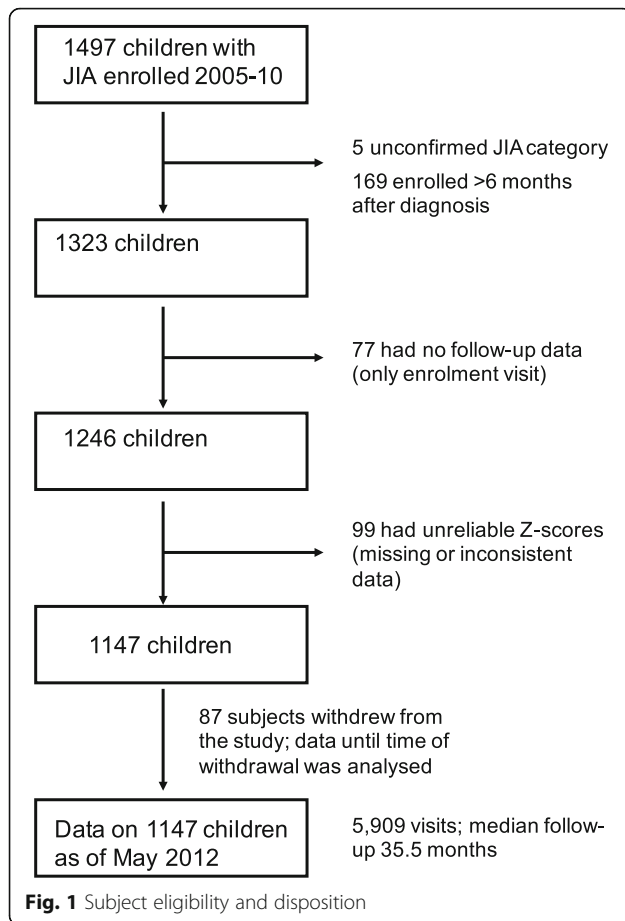 1497 children with
JIA enrolled 2005-10
5 unconfirmed JIA category
169 enrolled >6 months
after diagnosis
1323 children
77 had no follow-up data
(only enrolment visit)
1246 children
99 had unreliable Z-scores
(missing or inconsistent
data)
1147 children
87 subjects withdrew from
the study; data until time of
withdrawal was analysed
Data on 1147 children
as of May 2012
5,909 visits; median follow-
up 35.5 months
Fig. 1 Subject eligibility and disposition